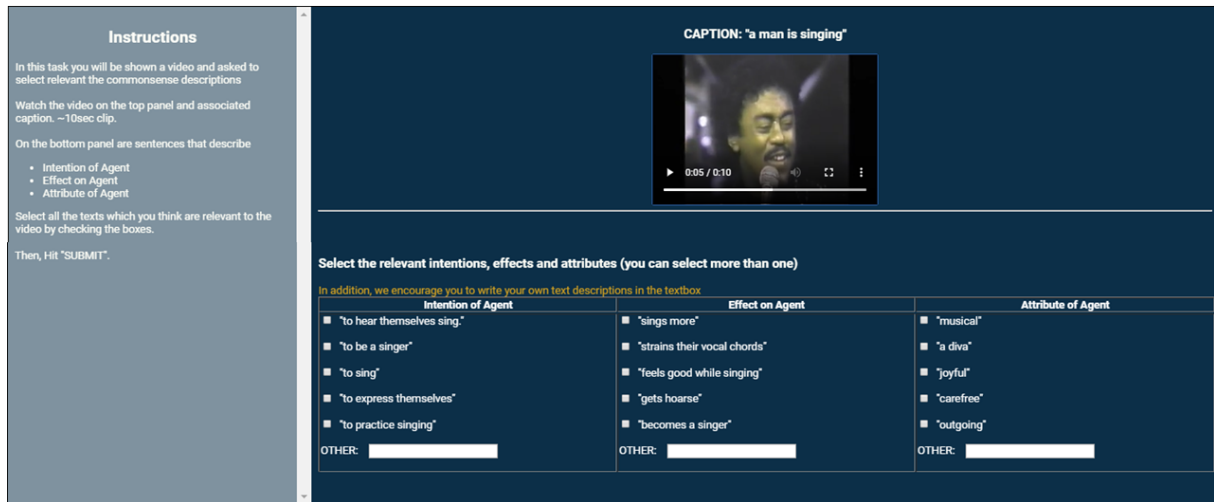 Instructions
In this task you will be shown a video and asked to
select relevant the commonsense descriptions
Watch the video on the top panel and associated
caption. ~10sec clip.
On the bottom panel are sentences that describe
• Intention of Agent
• Effect on Agent
• Attribute of Agent
Select all the texts which you think are relevant to the
video by checking the boxes.
Then, Hit "SUBMIT".
CAPTION: "a man is singing"
0:05 / 0:10
Select the relevant intentions, effects and attributes (you can select more than one)
In addition, we encourage you to write your own text descriptions in the textbox
Intention of Agent
"to hear themselves sing."
"to be a singer"
"to sing"
"to express themselves"
"to practice singing"
OTHER:
Effect on Agent
"sings more"
"strains their vocal chords"
"feels good while singing"
"gets hoarse"
"becomes a singer"
OTHER:
Attribute of Agent
"musical"
"a diva"
"joyful"
"carefree"
"outgoing"
OTHER: